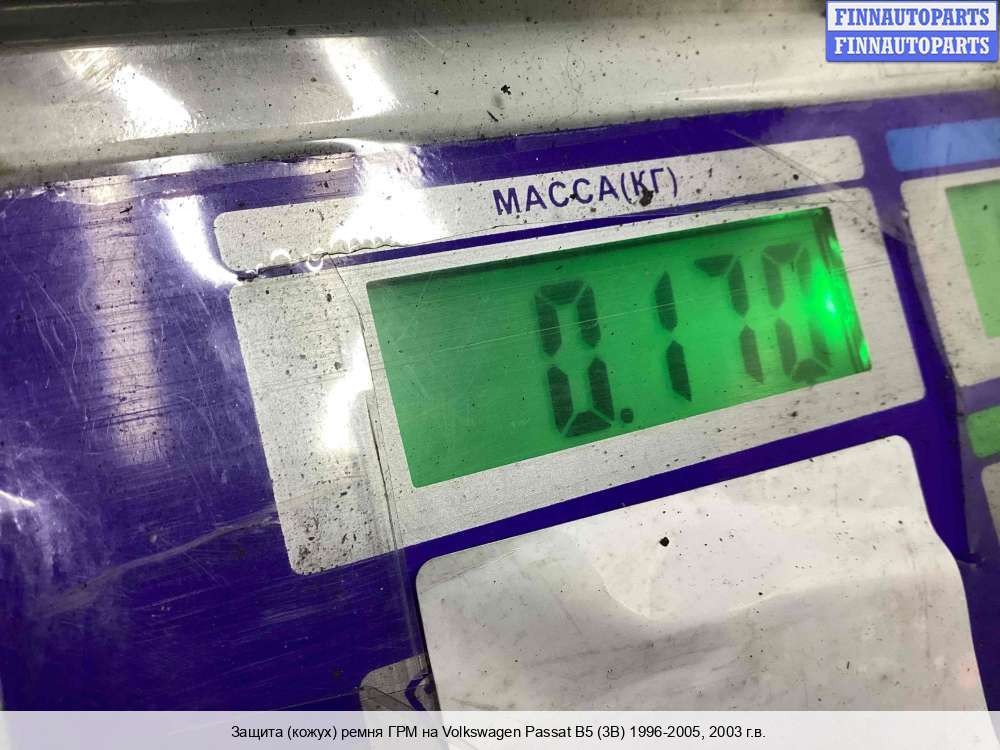 FINNAUTOPARTS
FINNAUTOPARTS
МАССА(КГ)
0.170
Защита (кожух) ремня ГРМ на Volkswagen Passat B5 (3B) 1996-2005, 2003 г.в.